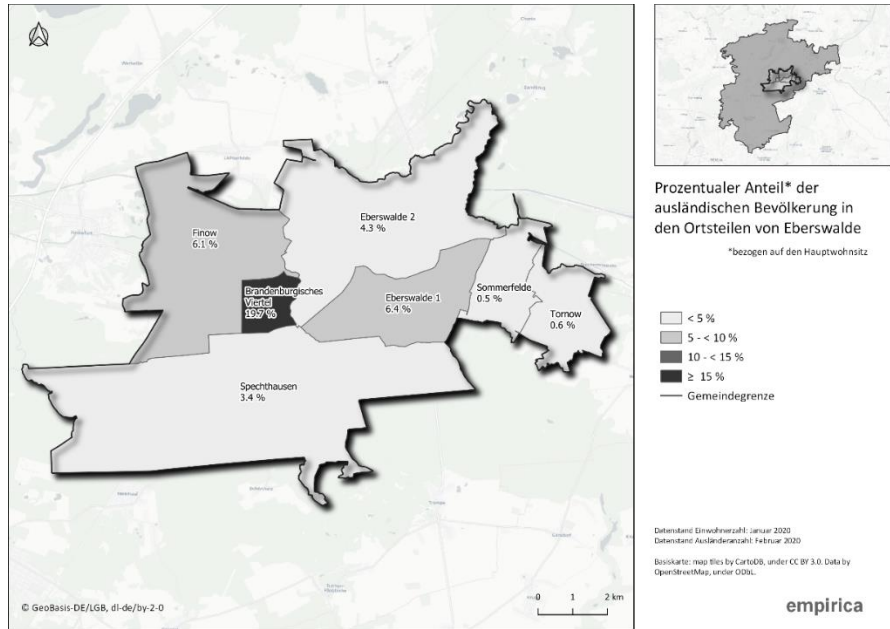 Eberswalde 2
4.3 %
Finow
6.1 %
Brandenburgisches
Viertel
19.7 %
Eberswalde 1
6.4 %
Sommerfelde
0.5 %
Tornow
0.6 %
Spechthausen
3.4 %
© GeoBasis-DE/LGB, dl-de/by-2-0
0 1 2 km
Prozentualer Anteil* der
ausländischen Bevölkerung in
den Ortsteilen von Eberswalde
*bezogen auf den Hauptwohnsitz
< 5 %
5 - < 10 %
10 - < 15 %
≥ 15 %
Gemeindegrenze
Datenstand Einwohnerzahl: Januar 2020
Datenstand Ausländeranzahl: Februar 2020
Basiskarte: map tiles by CartoDB, under CC BY 3.0. Data by
OpenStreetMap, under ODbL.
empirica